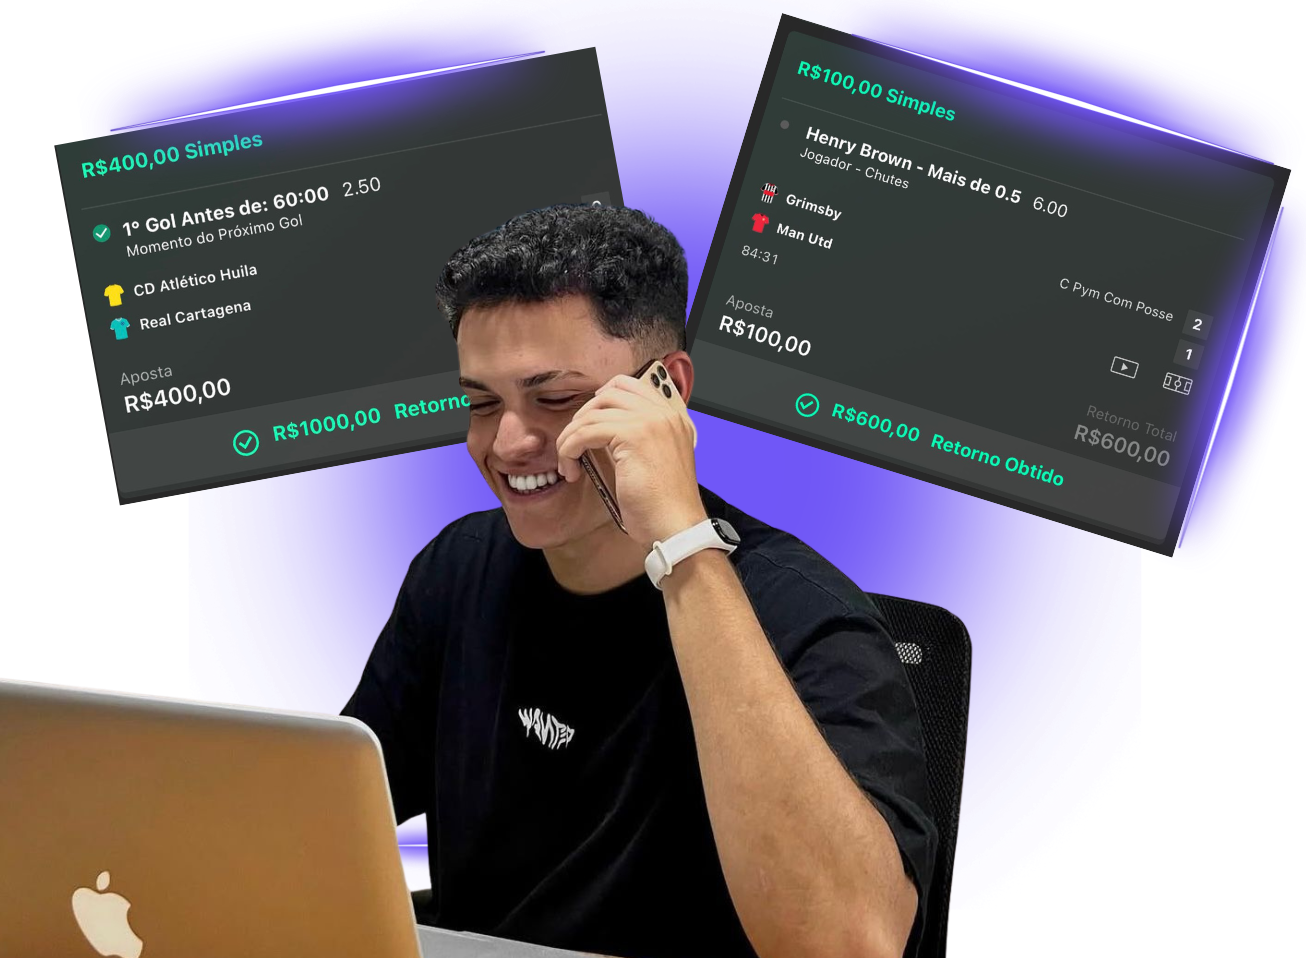 R$400,00 Simples
1º Gol Antes de: 60:00 2.50
Momento do Próximo Gol
CD Atlético Huila
Real Cartagena
Aposta
R$400,00
R$1000,00 Retorno
R$100,00 Simples
Henry Brown - Mais de 0.5 6.00
Jogador - Chutes
Grimsby
Man Utd
84:31
C Pym Com Posse
2
1
Aposta
R$100,00
Retorno Total
R$600,00
R$600,00 Retorno Obtido
WANTED